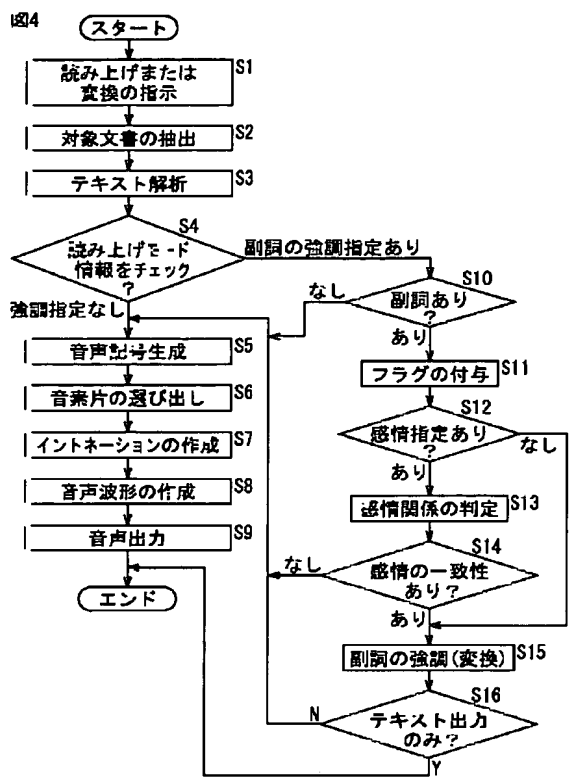 図4
スタート
読み上げまたは
変換の指示
S1
対象文書の抽出
S2
テキスト解析
S3
S4
読み上げモード
情報をチェック
?
副詞の強調指定あり
強調指定なし
音声記号生成
S5
音素片の選び出し
S6
イントネーションの作成
S7
音声波形の作成
S8
音声出力
S9
エンド
S10
副詞あり
?
なし
あり
フラグの付与
S11
S12
感情指定あり
?
なし
あり
感情関係の判定
S13
S14
感情の一致性
あり?
なし
あり
副詞の強調(変換)
S15
S16
テキスト出力
のみ?
N
Y